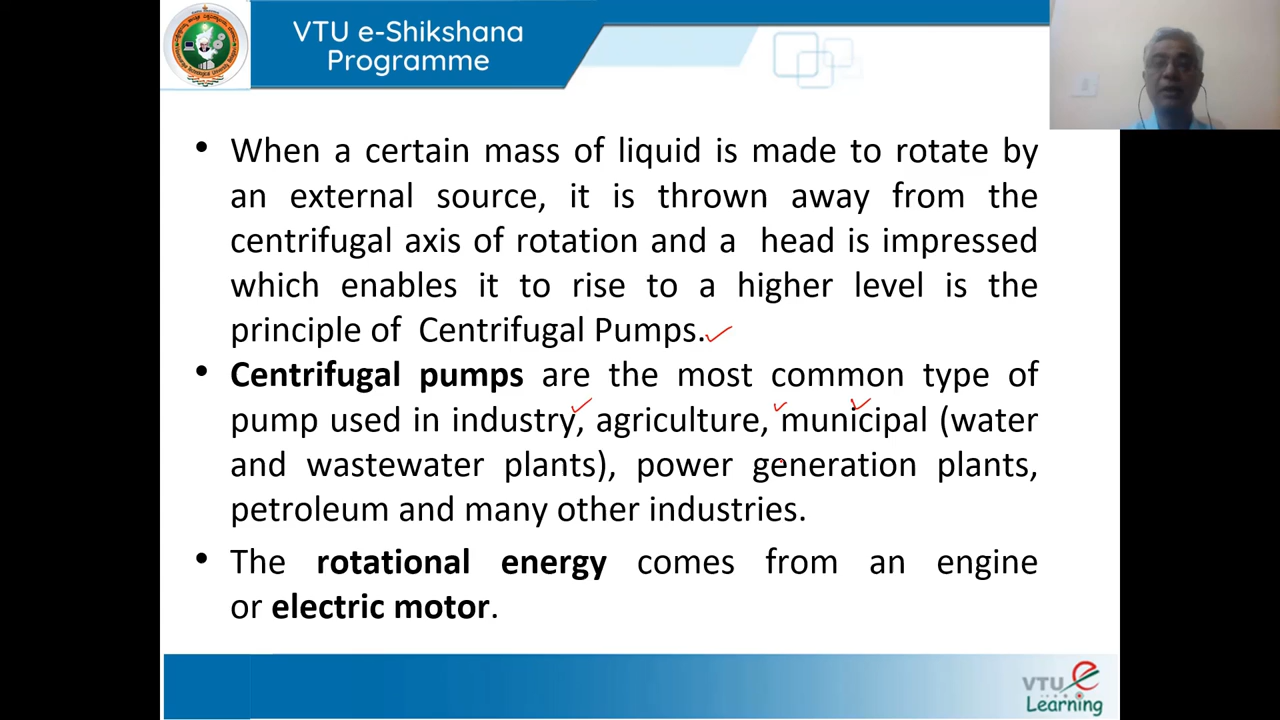 VTU e-Shikshana
Programme
• When a certain mass of liquid is made to rotate by
an external source, it is thrown away from the
centrifugal axis of rotation and a head is impressed
which enables it to rise to a higher level is the
principle of Centrifugal Pumps.
• Centrifugal pumps are the most common type of
pump used in industry, agriculture, municipal (water
and wastewater plants), power generation plants,
petroleum and many other industries.
• The rotational energy comes from an engine
or electric motor.
VTU e
Learning